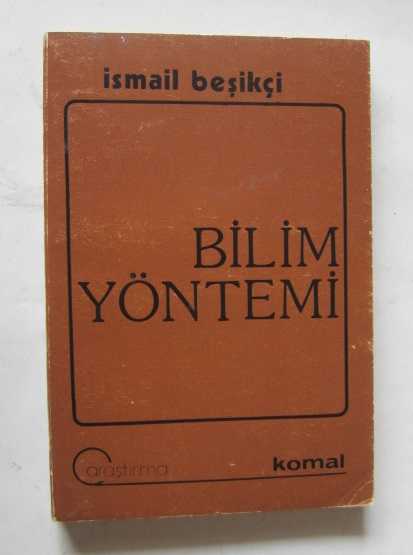 ismail beşikçi
BİLİM
YÖNTEMİ
araştırma
komal